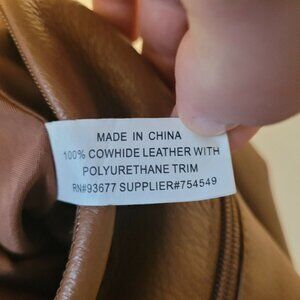 MADE IN CHINA
100% COWHIDE LEATHER WITH
POLYURETHANE TRIM
RN#93677 SUPPLIER#754549